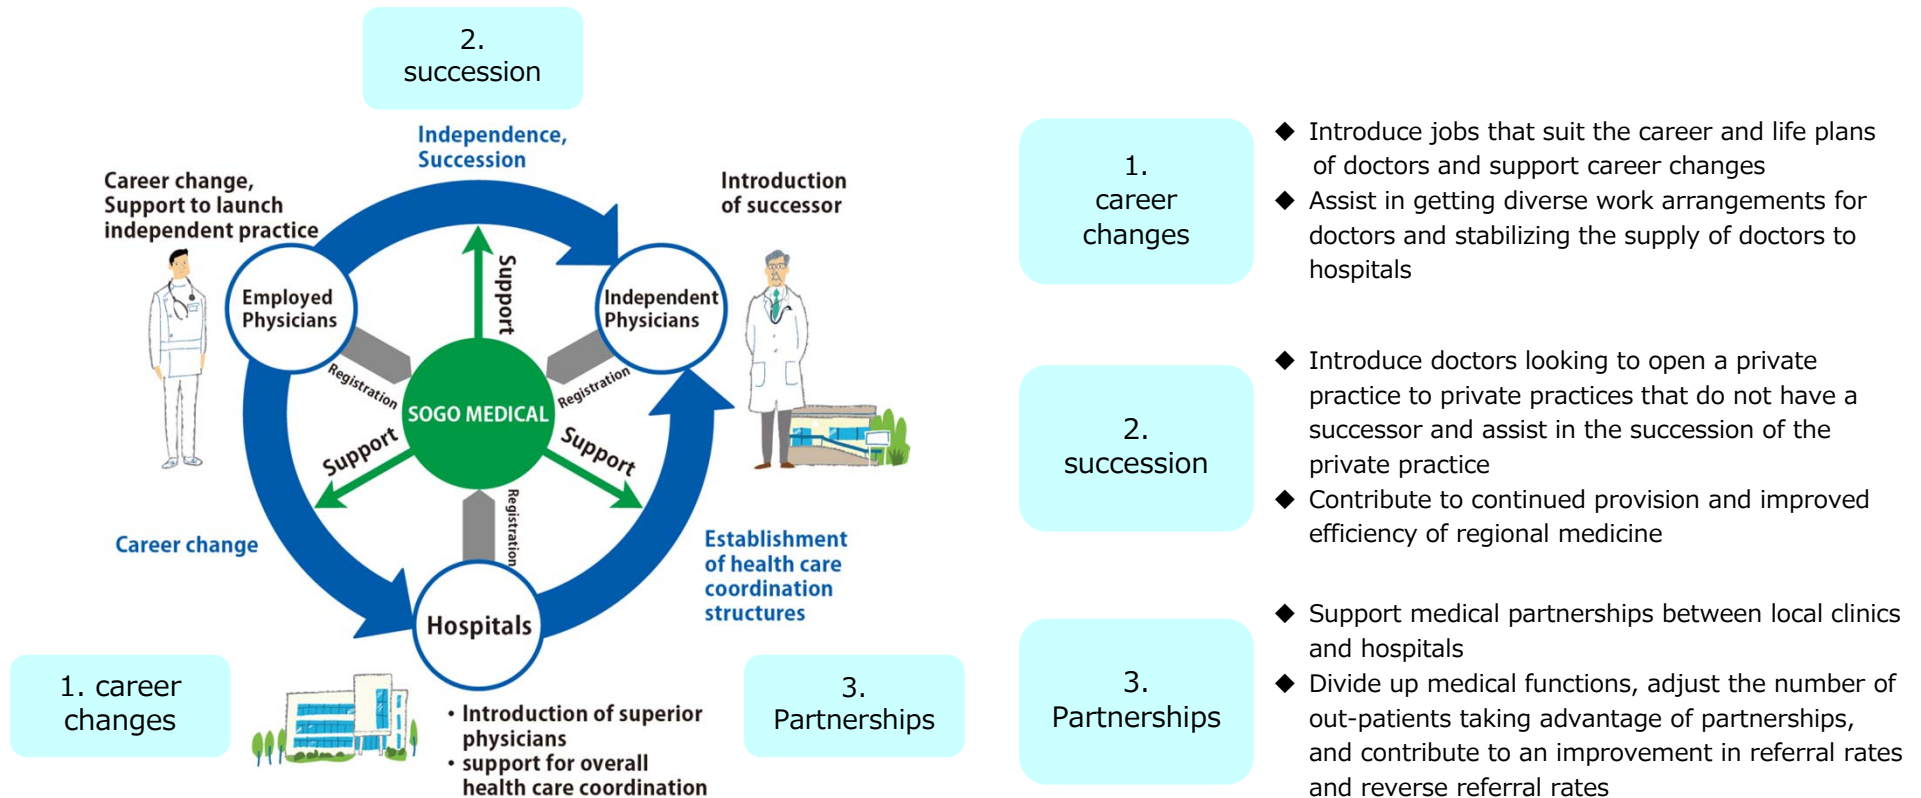 2.
succession
Independence,
Succession
Career change,
Support to launch
independent practice
Introduction
of successor
Employed
Physicians
Support
Independent
Physicians
Registration
Registration
SOGO MEDICAL
Support
Support
Registration
Career change
Establishment
of health care
coordination
structures
Hospitals
1. career
changes
• Introduction of superior
physicians
• support for overall
health care coordination
3.
Partnerships
1.
career
changes
◆ Introduce jobs that suit the career and life plans
of doctors and support career changes
◆ Assist in getting diverse work arrangements for
doctors and stabilizing the supply of doctors to
hospitals
2.
succession
◆ Introduce doctors looking to open a private
practice to private practices that do not have a
successor and assist in the succession of the
private practice
◆ Contribute to continued provision and improved
efficiency of regional medicine
3.
Partnerships
◆ Support medical partnerships between local clinics
and hospitals
◆ Divide up medical functions, adjust the number of
out-patients taking advantage of partnerships,
and contribute to an improvement in referral rates
and reverse referral rates